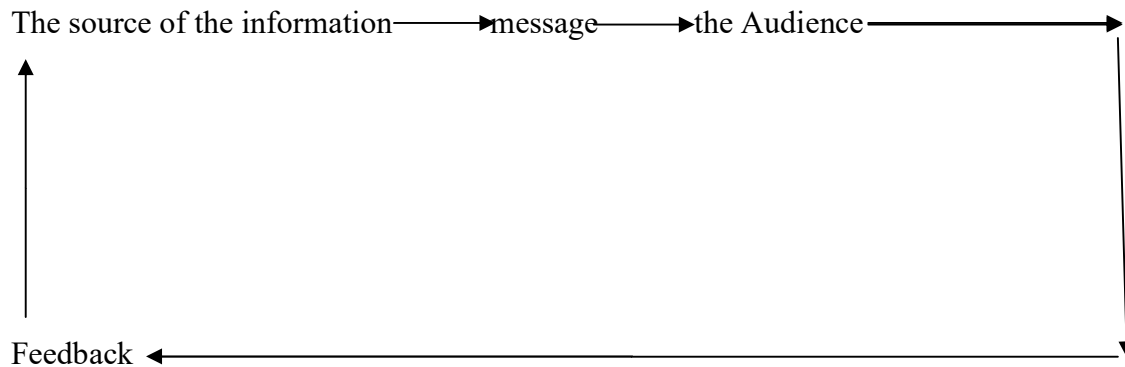 The source of the information message the Audience
Feedback